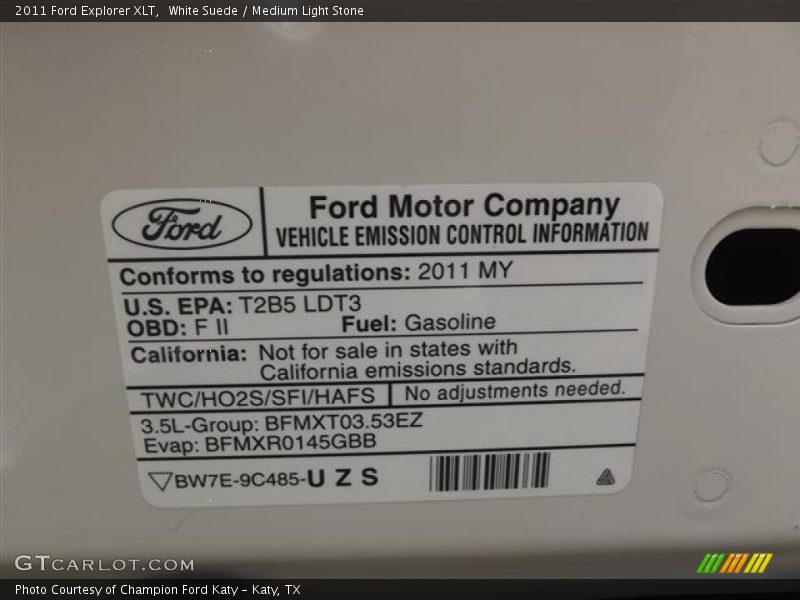 2011 Ford Explorer XLT,  White Suede / Medium Light Stone
Ford
Ford Motor Company
VEHICLE EMISSION CONTROL INFORMATION
Conforms to regulations: 2011 MY
U.S. EPA: T2B5 LDT3
OBD: F II Fuel: Gasoline
California: Not for sale in states with
California emissions standards.
TWC/HO2S/SFI/HAFS No adjustments needed.
3.5L-Group: BFMXT03.53EZ
Evap: BFMXR0145GBB
BW7E-9C485-U Z S
GTCARLOT.COM
Photo Courtesy of Champion Ford Katy – Katy, TX